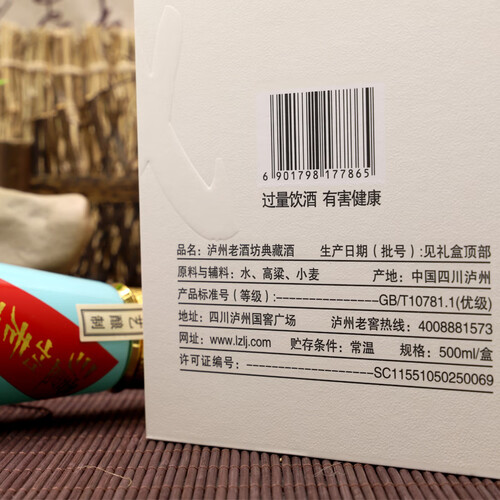 6 901798 177865
过量饮酒 有害健康
品名：泸州老酒坊典藏酒 生产日期（批号）:见礼盒顶部
原料与辅料：水、高粱、小麦 产地：中国四川泸州
产品标准号（等级）:--------------------GB/T10781.1(优级)
地址：四川泸州国窖广场 泸州老窖热线：4008881573
网址：www.lzlj.com 贮存条件：常温 规格：500ml/盒
许可证编号：--------------------SC11551050250069
艺酿制